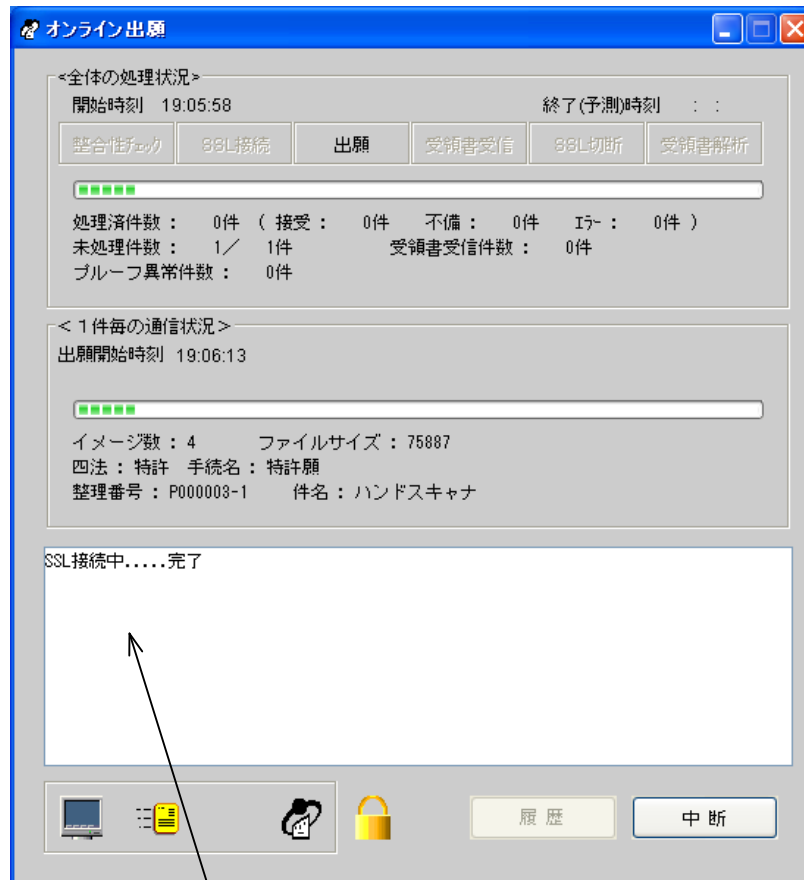 オンライン出願
<全体の処理状況>
開始時刻 19:05:58 終了(予測)時刻 : :
整合性ﾁｪｯｸ SSL接続 出願 受領書受信 SSL切断 受領書解析
処理済件数： 0件 ( 接受： 0件 不備： 0件 ｴﾗｰ： 0件 )
未処理件数： 1／ 1件 受領書受信件数： 0件
プルーフ異常件数： 0件
＜１件毎の通信状況＞
出願開始時刻 19:06:13
イメージ数：4 ファイルサイズ：75887
四法：特許 手続名：特許願
整理番号：P000003-1 件名：ハンドスキャナ
SSL接続中.....完了
履 歴 中 断